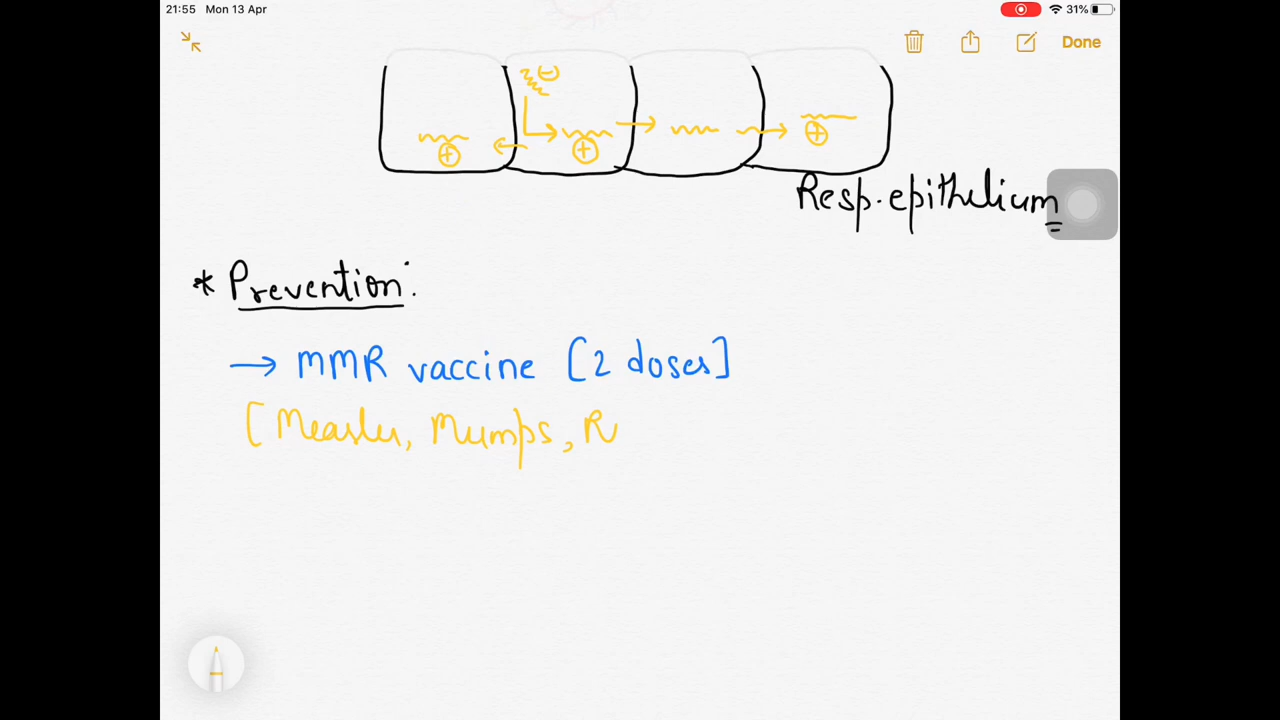 21:55 Mon 13 Apr 31%
Done
Resp. epithelium
* Prevention:
→ MMR vaccine [2 doses]
[Measles, Mumps, R